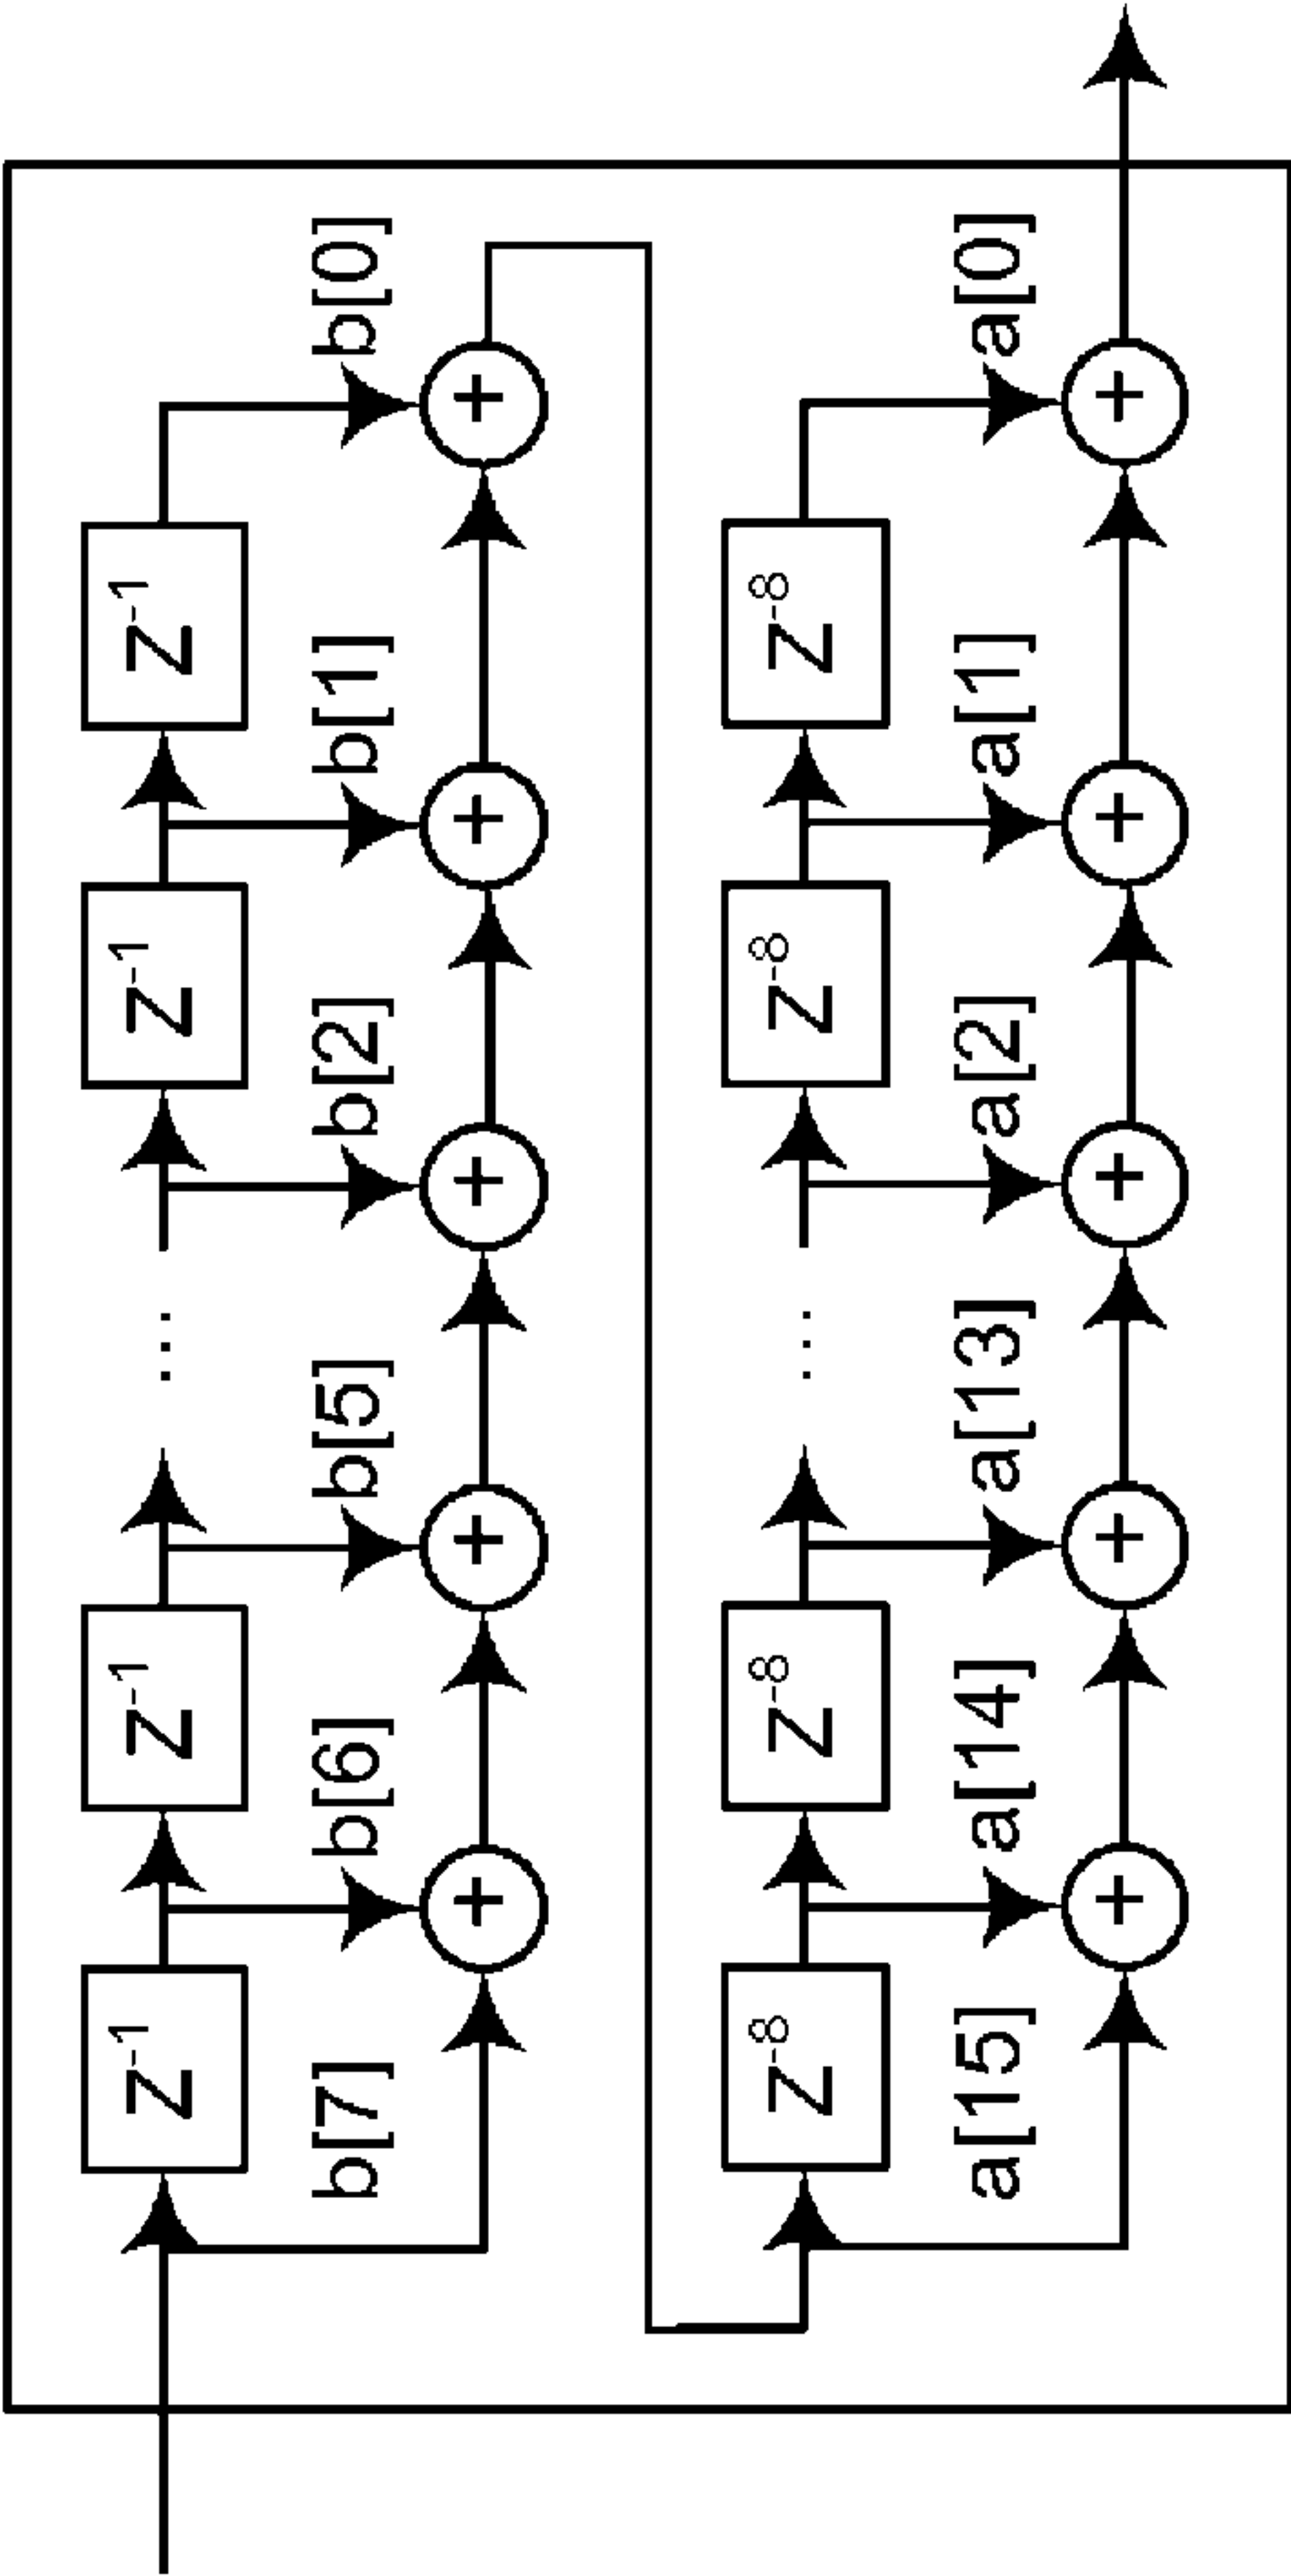 Z-1 Z-1 ... Z-1 Z-1
b[7] b[6] b[5] b[2] b[1] b[0]
+ + + + +
Z-8 Z-8 ... Z-8 Z-8
a[15] a[14] a[13] a[2] a[1] a[0]
+ + + + +